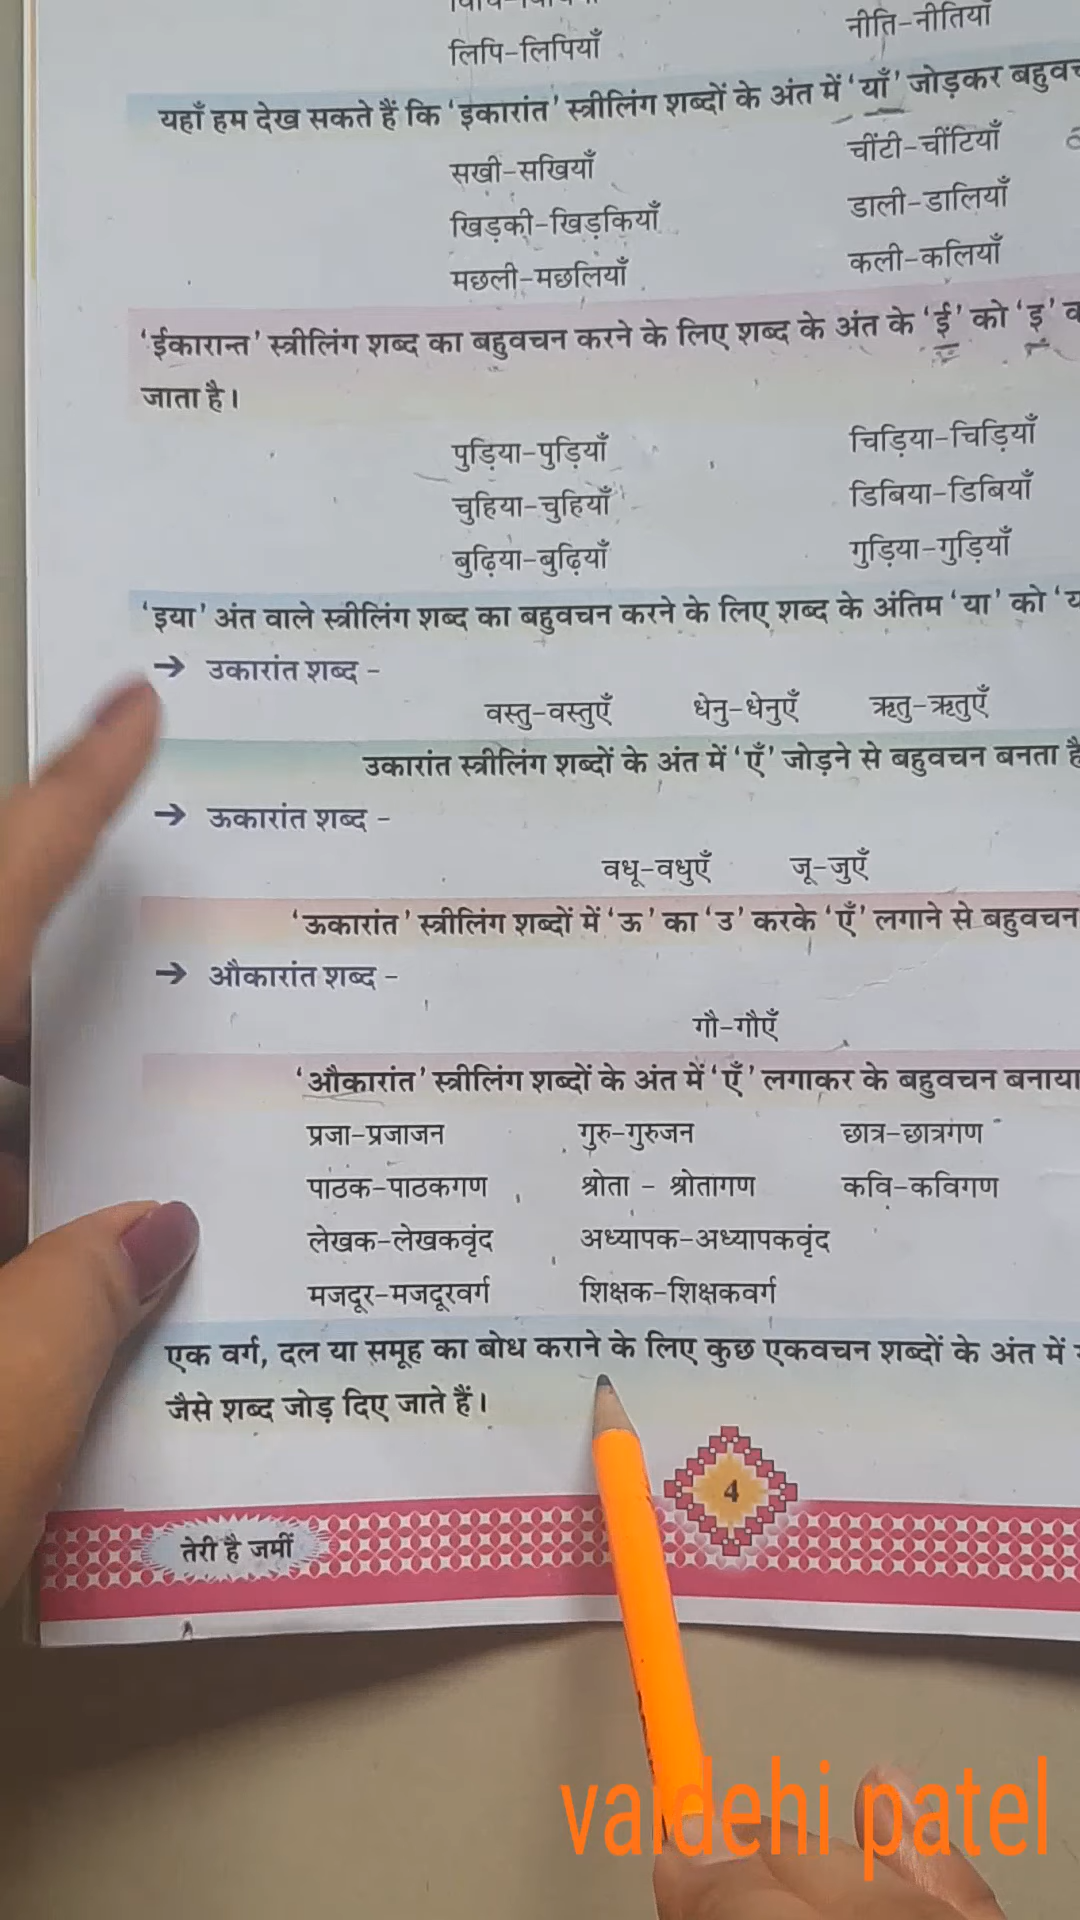 लिपि-लिपियाँ नीति-नीतियाँ
यहाँ हम देख सकते हैं कि 'इकारांत' स्त्रीलिंग शब्दों के अंत में 'याँ' जोड़कर
सखी-सखियाँ चींटी-चींटियाँ
खिड़की-खिड़कियाँ डाली-डालियाँ
मछली-मछलियाँ कली-कलियाँ
'ईकारान्त' स्त्रीलिंग शब्द का बहुवचन करने के लिए शब्द के अंत के 'ई' को 'इ'
जाता है।
पुड़िया-पुड़ियाँ चिड़िया-चिड़ियाँ
चुहिया-चुहियाँ डिबिया-डिबियाँ
बुढ़िया-बुढ़ियाँ गुड़िया-गुड़ियाँ
'इया' अंत वाले स्त्रीलिंग शब्द का बहुवचन करने के लिए शब्द के अंतिम 'या' को
→ उकारांत शब्द -
वस्तु-वस्तुएँ धेनु-धेनुएँ ऋतु-ऋतुएँ
उकारांत स्त्रीलिंग शब्दों के अंत में 'एँ' जोड़ने से बहुवचन बनता है
→ ऊकारांत शब्द -
वधू-वधुएँ जू-जुएँ
'ऊकारांत' स्त्रीलिंग शब्दों में 'ऊ' का 'उ' करके 'एँ' लगाने से बहुवचन
→ औकारांत शब्द -
गौ-गौएँ
'औकारांत' स्त्रीलिंग शब्दों के अंत में 'एँ' लगाकर के बहुवचन बनाया
प्रजा-प्रजाजन गुरु-गुरुजन छात्र-छात्रगण
पाठक-पाठकगण श्रोता - श्रोतागण कवि-कविगण
लेखक-लेखकवृंद अध्यापक-अध्यापकवृंद
मजदूर-मजदूरवर्ग शिक्षक-शिक्षकवर्ग
एक वर्ग, दल या समूह का बोध कराने के लिए कुछ एकवचन शब्दों के अंत में
जैसे शब्द जोड़ दिए जाते हैं।
4
तेरी है जमीं
vaidehi patel